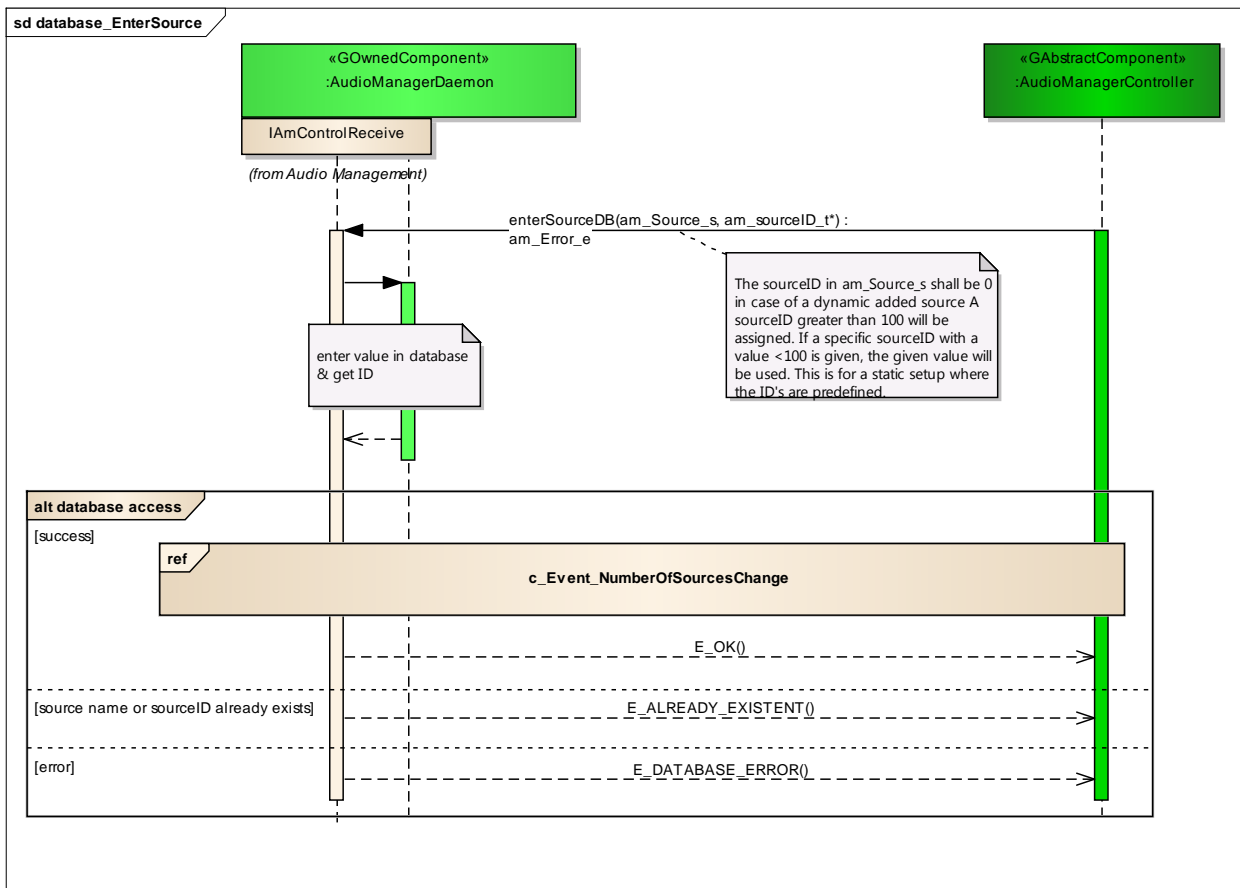 sd database_EnterSource
«GOwnedComponent»
:AudioManagerDaemon
«GAbstractComponent»
:AudioManagerController
IAmControlReceive
(from Audio Management)
enterSourceDB(am_Source_s, am_sourceID_t*) :
am_Error_e
The sourceID in am_Source_s shall be 0
in case of a dynamic added source A
sourceID greater than 100 will be
assigned. If a specific sourceID with a
value <100 is given, the given value will
be used. This is for a static setup where
the ID's are predefined.
enter value in database
& get ID
alt database access
[success]
ref
c_Event_NumberOfSourcesChange
E_OK()
[source name or sourceID already exists]
E_ALREADY_EXISTENT()
[error]
E_DATABASE_ERROR()